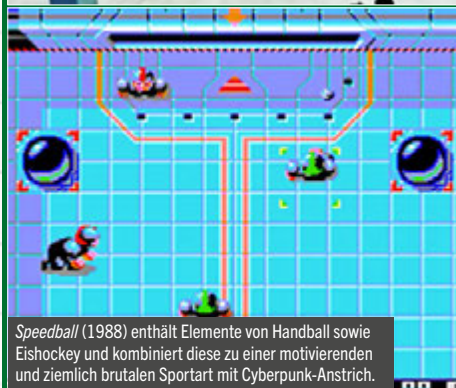 Speedball (1988) enthält Elemente von Handball sowie
Eishockey und kombiniert diese zu einer motivierenden
und ziemlich brutalen Sportart mit Cyberpunk-Anstrich.